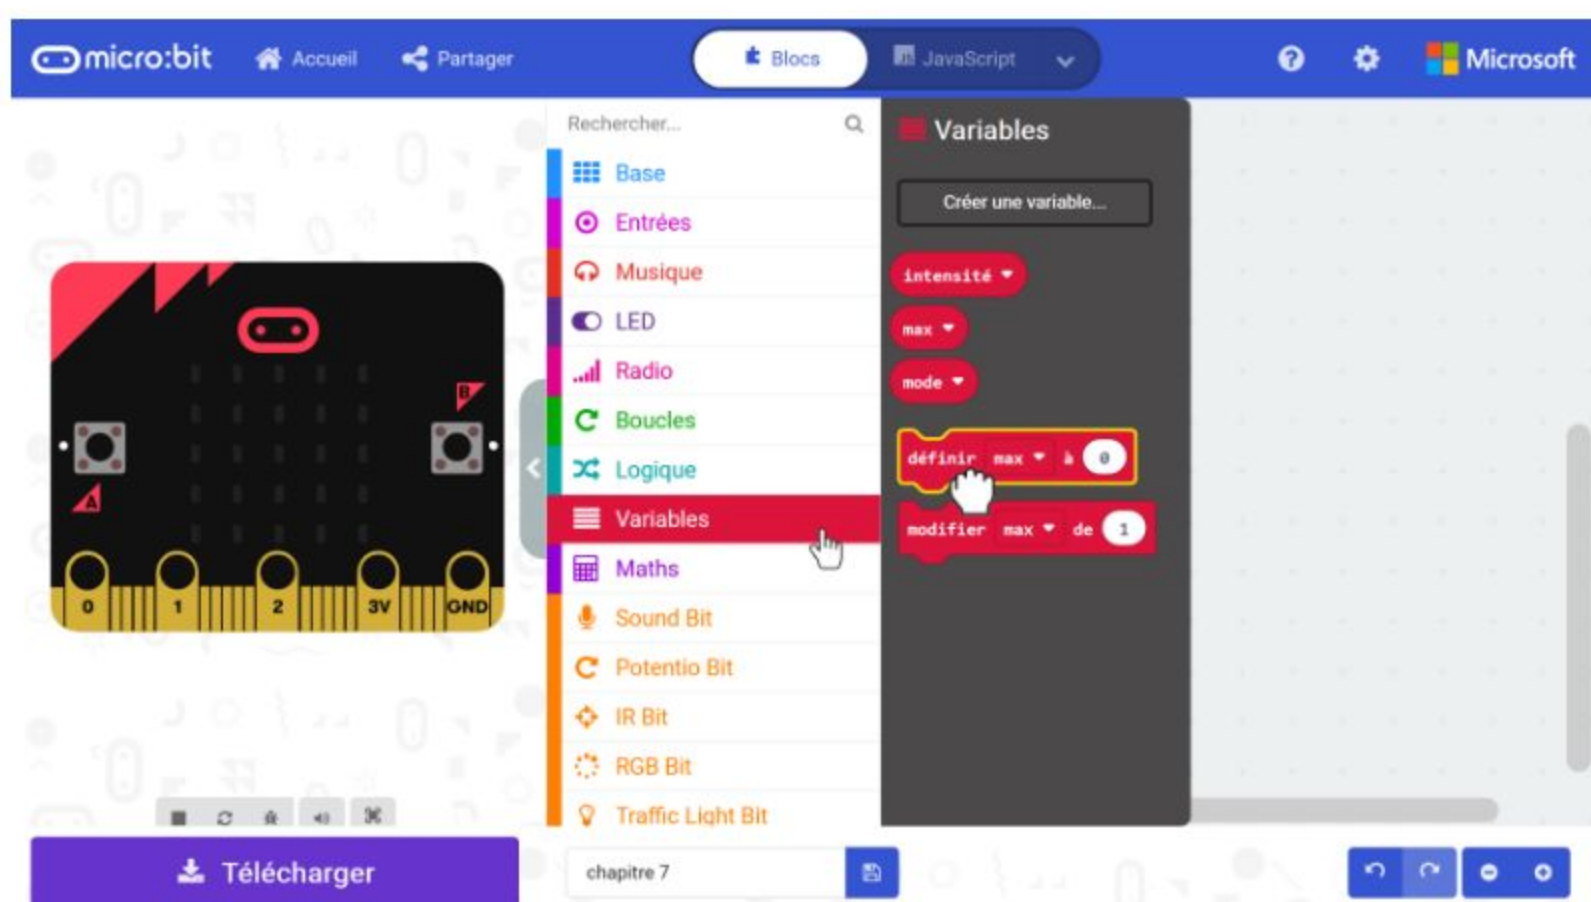 micro:bit Accueil Partager Blocs JavaScript Microsoft
Rechercher...
Base
Entrées
Musique
LED
Radio
Boucles
Logique
Variables
Maths
Sound Bit
Potentio Bit
IR Bit
RGB Bit
Traffic Light Bit
Variables
Créer une variable...
intensité
max
mode
définir max à 0
modifier max de 1
B
A
0 1 2 3V GND
Télécharger
chapitre 7